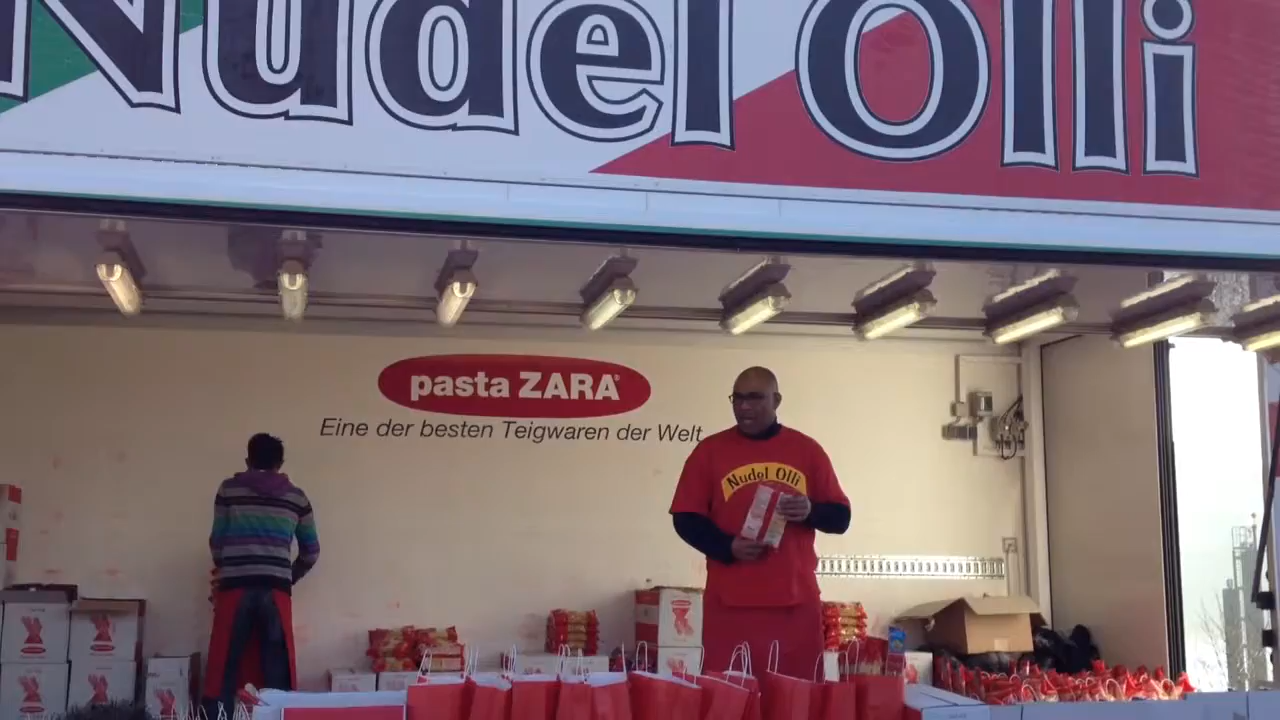 Nudel Olli
pasta ZARA®
Eine der besten Teigwaren der Welt
Nudel Olli